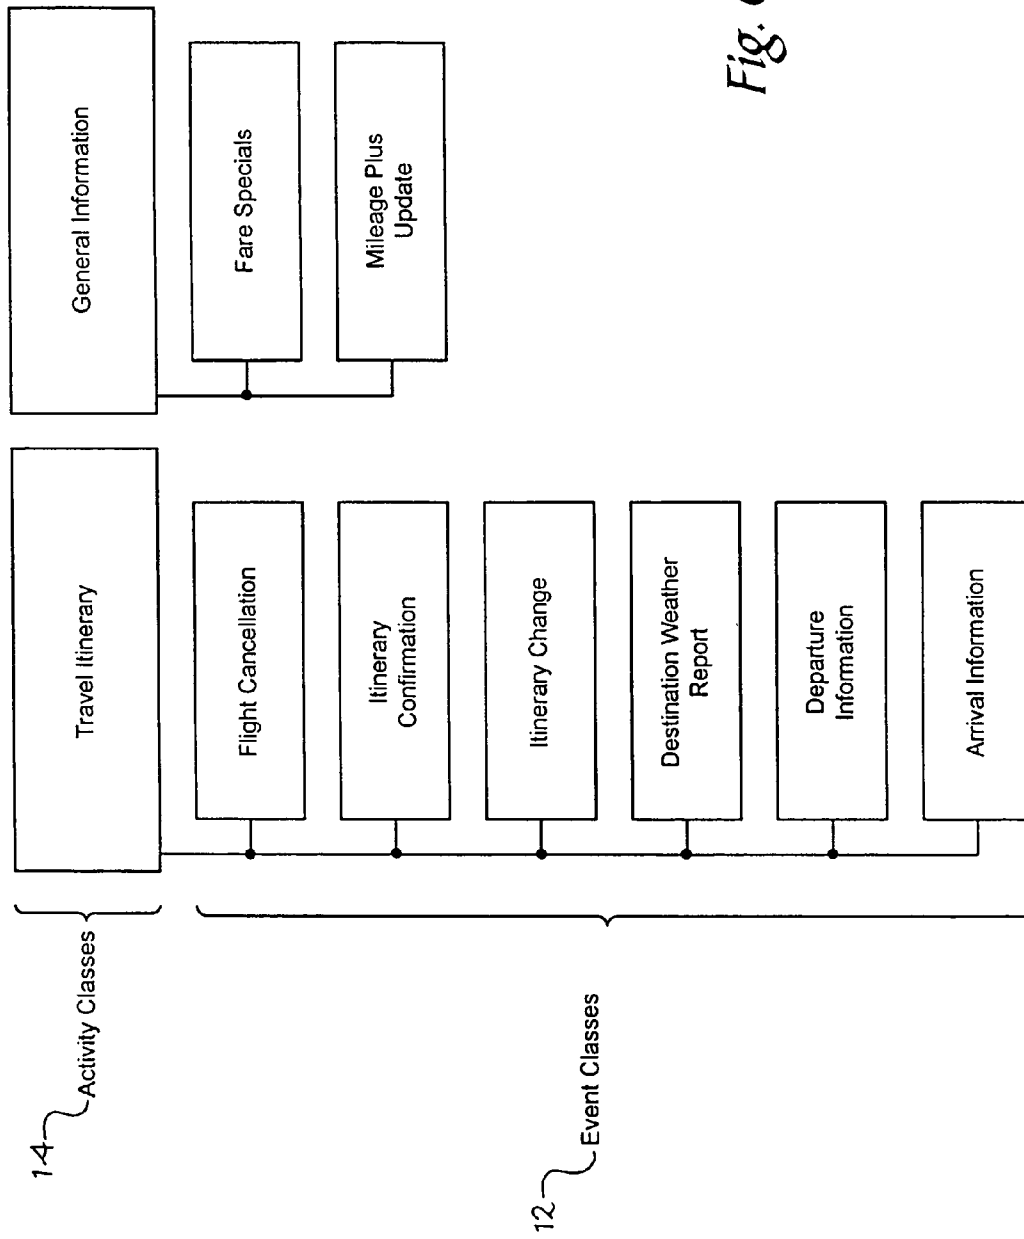 14
Activity Classes
Travel Itinerary
General Information
12
Event Classes
Flight Cancellation
Itinerary
Confirmation
Itinerary Change
Destination Weather
Report
Departure
Information
Arrival Information
Fare Specials
Mileage Plus
Update
Fig.